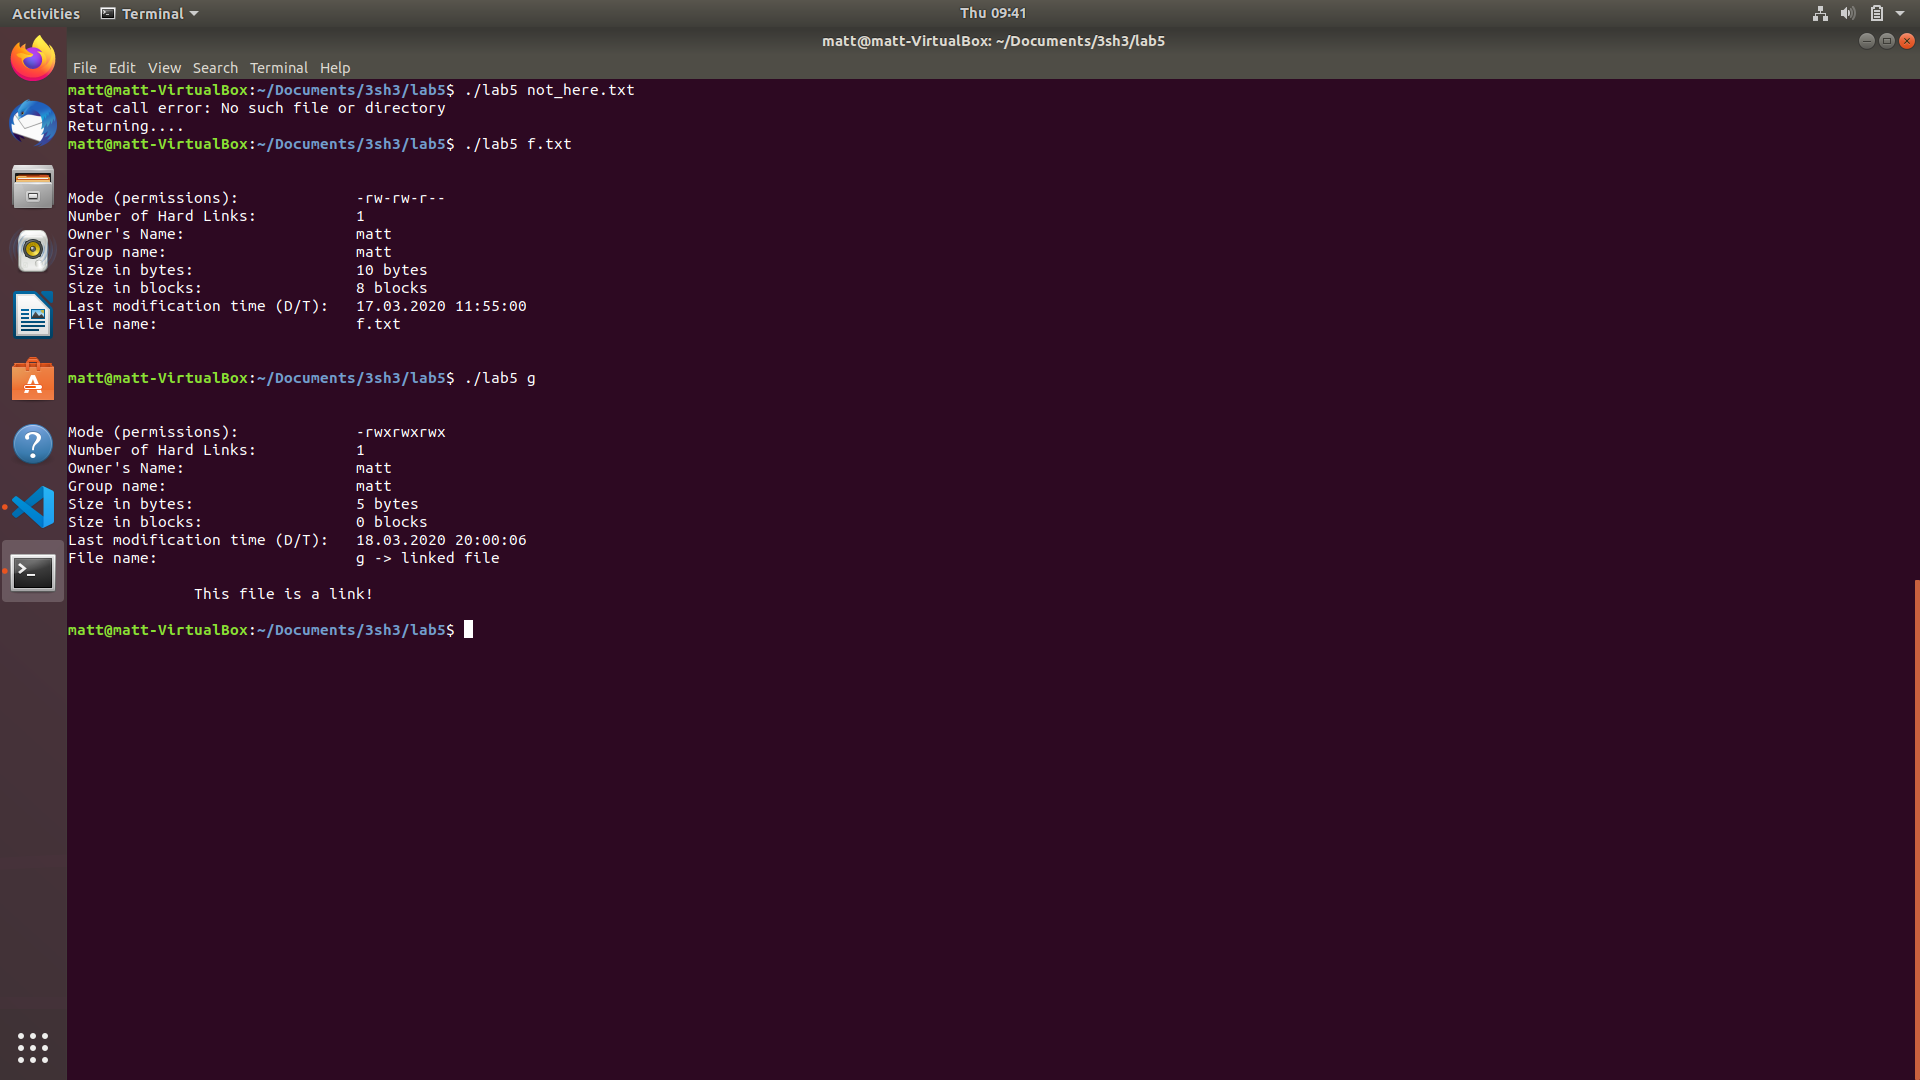 Activities Terminal Thu 09:41
matt@matt-VirtualBox: ~/Documents/3sh3/lab5
File Edit View Search Terminal Help
matt@matt-VirtualBox:~/Documents/3sh3/lab5$ ./lab5 not_here.txt
stat call error: No such file or directory
Returning....
matt@matt-VirtualBox:~/Documents/3sh3/lab5$ ./lab5 f.txt
Mode (permissions): -rw-rw-r--
Number of Hard Links: 1
Owner's Name: matt
Group name: matt
Size in bytes: 10 bytes
Size in blocks: 8 blocks
Last modification time (D/T): 17.03.2020 11:55:00
File name: f.txt
matt@matt-VirtualBox:~/Documents/3sh3/lab5$ ./lab5 g
Mode (permissions): -rwxrwxrwx
Number of Hard Links: 1
Owner's Name: matt
Group name: matt
Size in bytes: 5 bytes
Size in blocks: 0 blocks
Last modification time (D/T): 18.03.2020 20:00:06
File name: g -> linked file
This file is a link!
matt@matt-VirtualBox:~/Documents/3sh3/lab5$